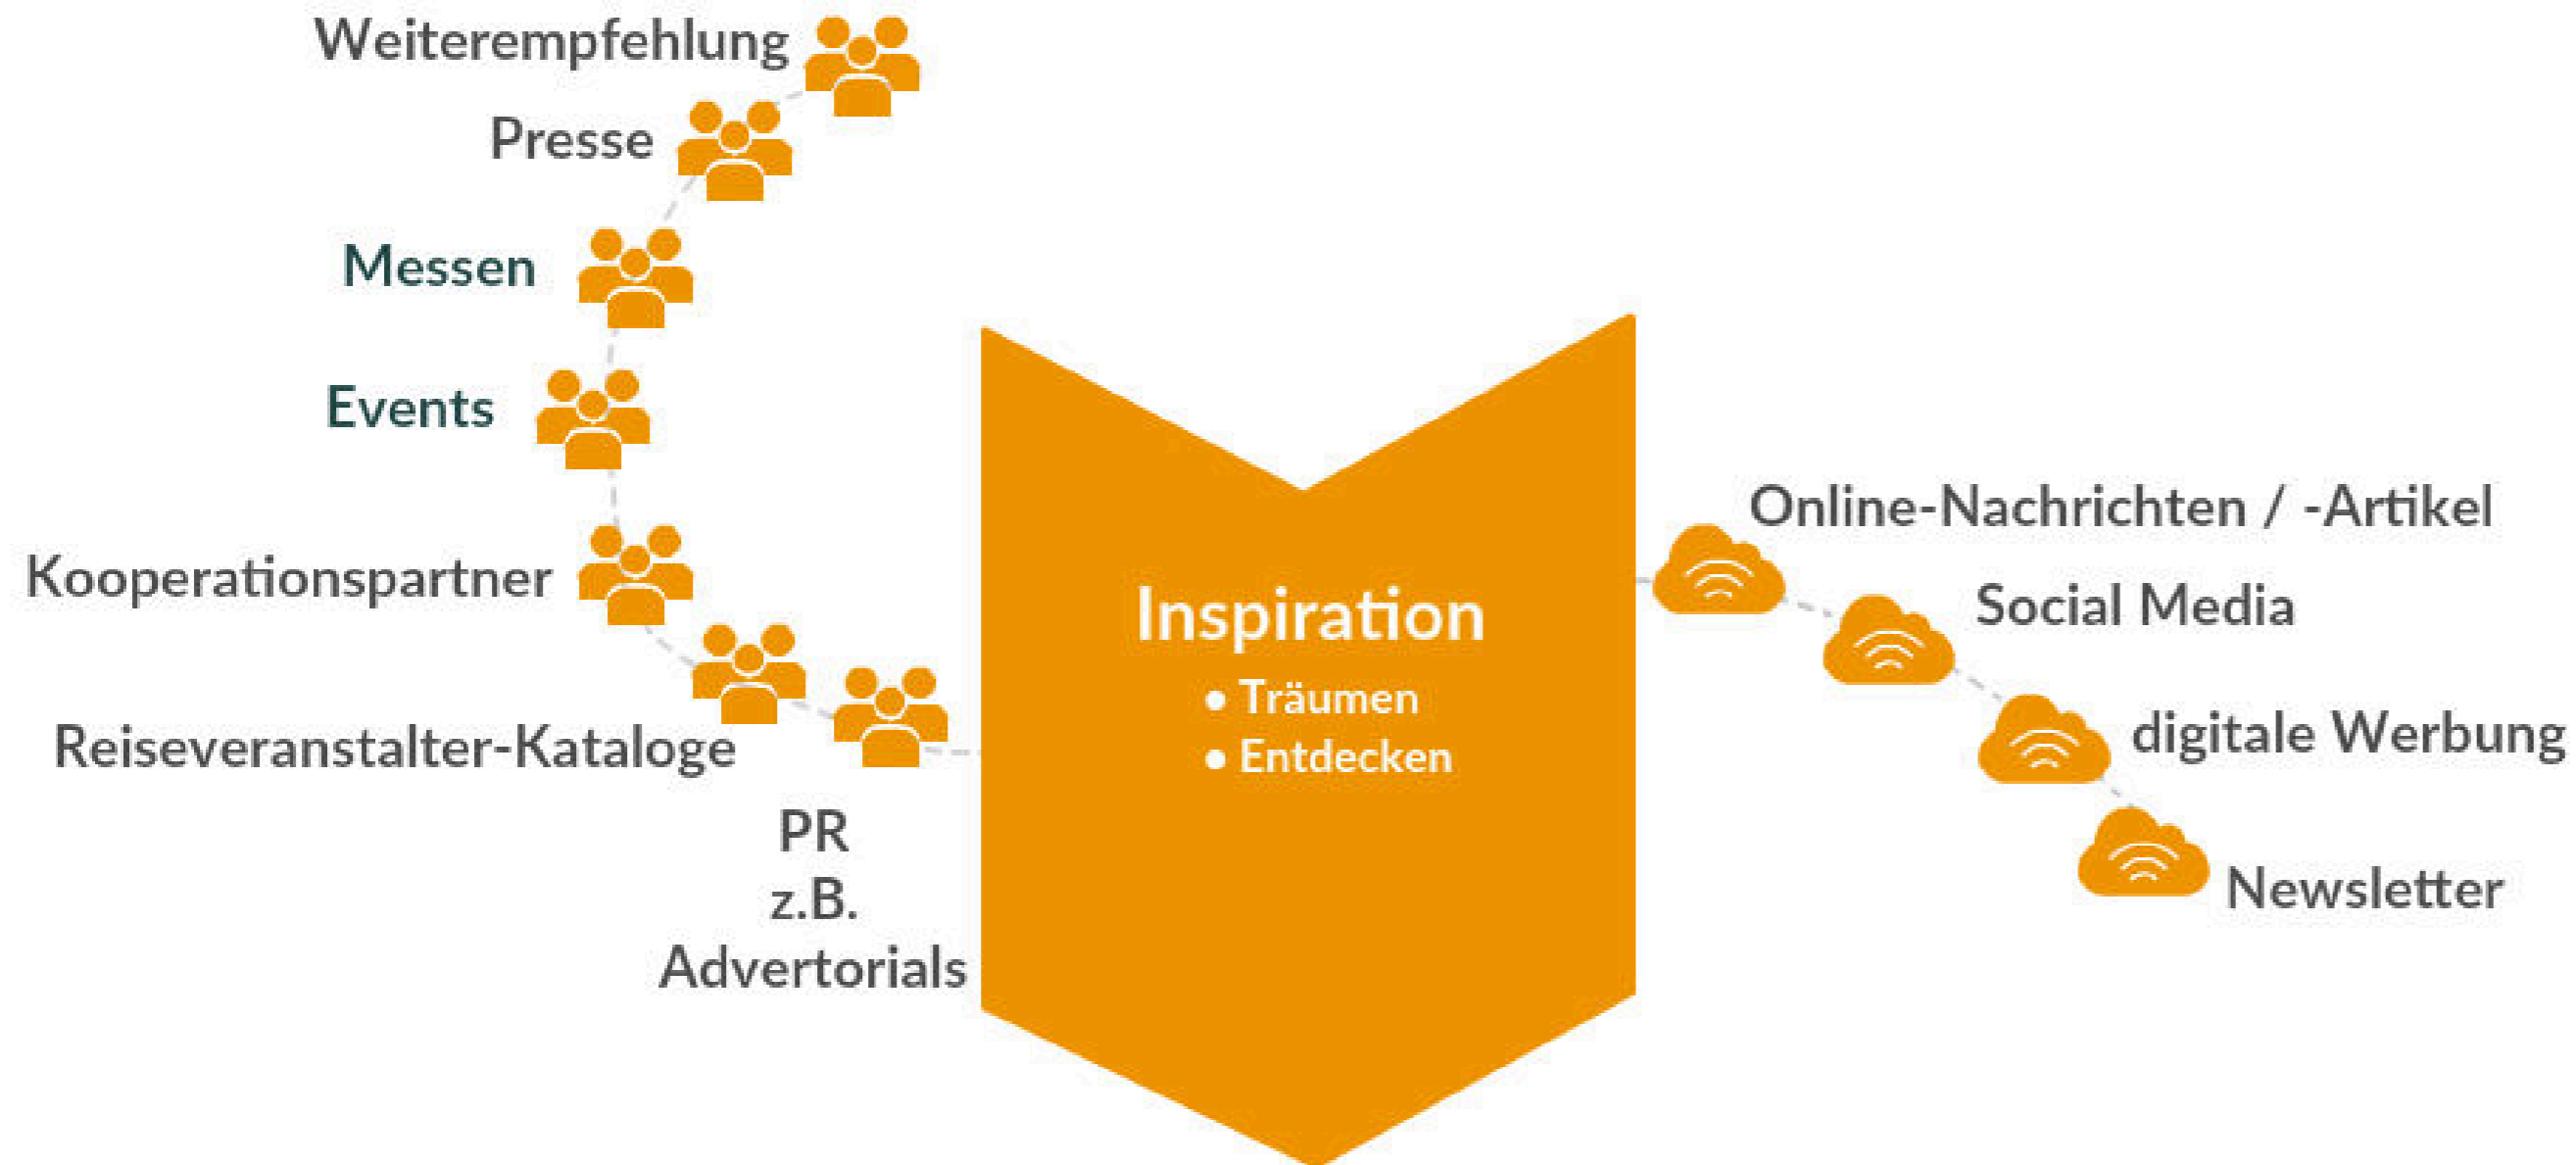 Weiterempfehlung
Presse
Messen
Events
Kooperationspartner
Reiseveranstalter-Kataloge
PR
z.B.
Advertorials
Inspiration
• Träumen
• Entdecken
Online-Nachrichten / -Artikel
Social Media
digitale Werbung
Newsletter